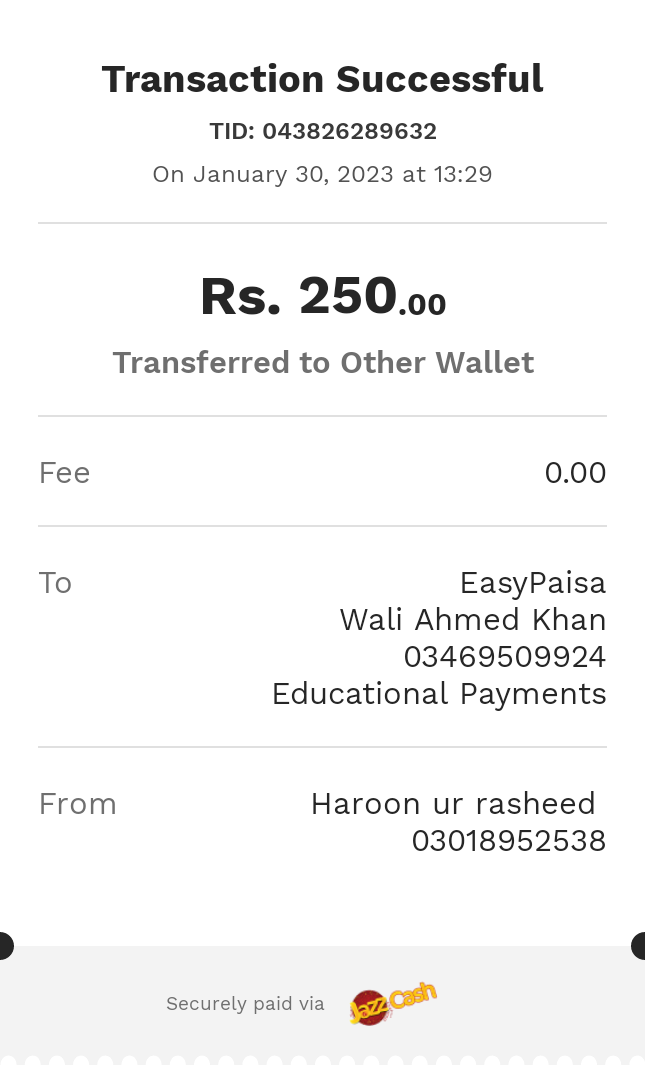 Transaction Successful
TID: 043826289632
On January 30, 2023 at 13:29
Rs. 250.00
Transferred to Other Wallet
Fee 0.00
To EasyPaisa
Wali Ahmed Khan
03469509924
Educational Payments
From Haroon ur rasheed
03018952538
Securely paid via JazzCash